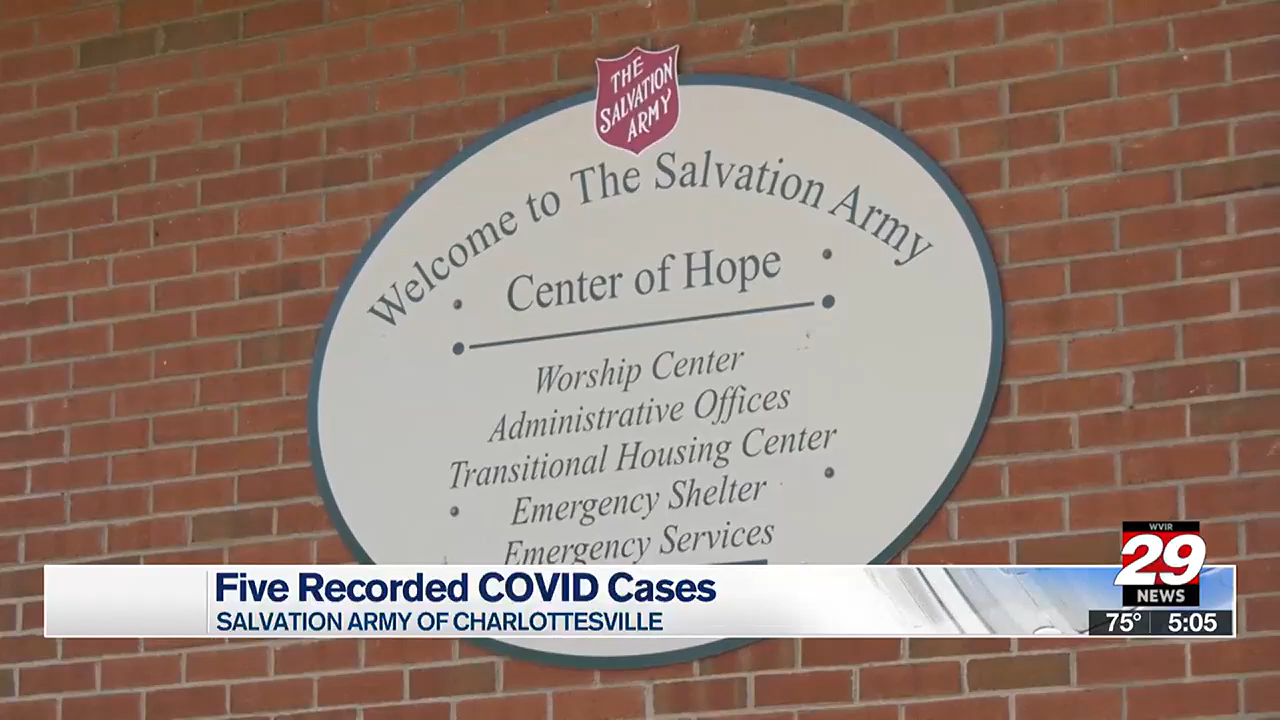 THE
SALVATION
ARMY
Welcome to The Salvation Army
Center of Hope
Worship Center
Administrative Offices
Transitional Housing Center
Emergency Shelter
Emergency Services
Five Recorded COVID Cases
SALVATION ARMY OF CHARLOTTESVILLE
WVIR
29
NEWS
75° 5:05